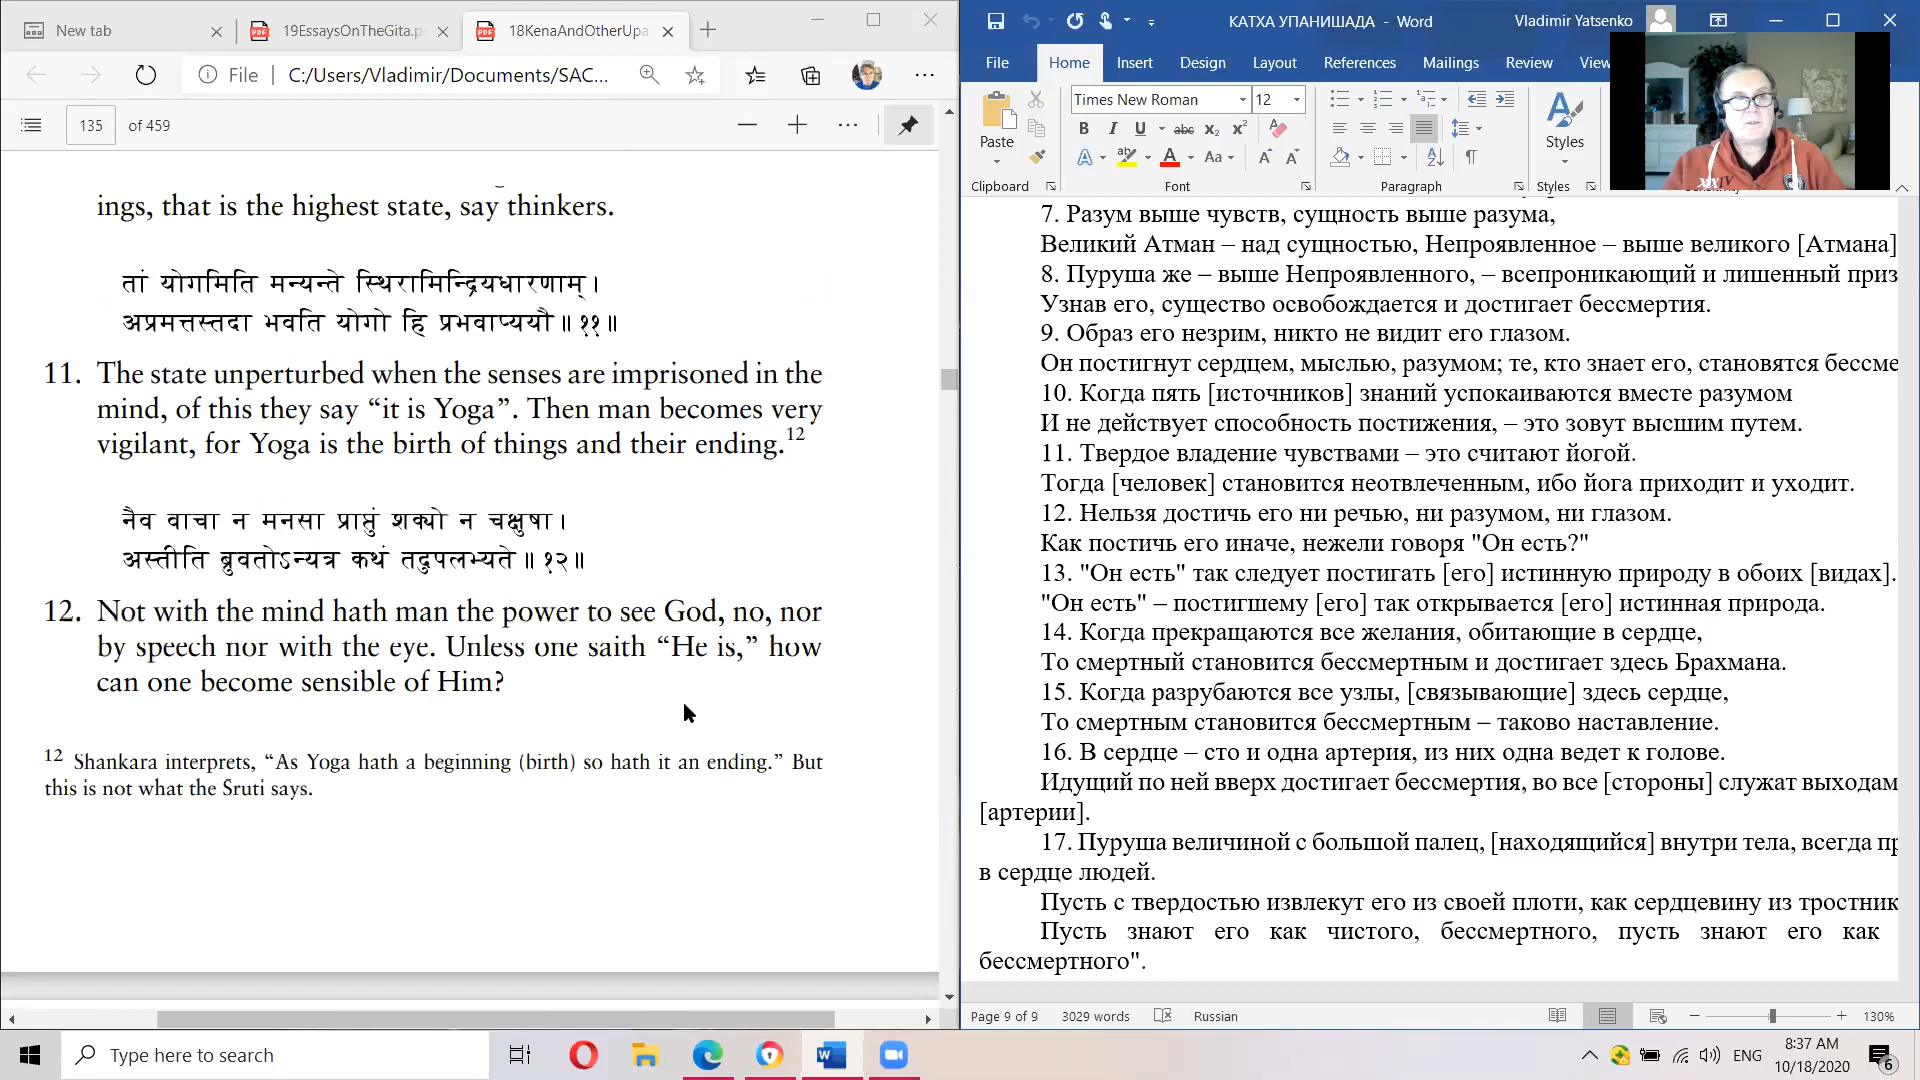 New tab
19EssaysOnTheGita.p
18KenaAndOtherUpa
File
C:/Users/Vladimir/Documents/SAC...
135 of 459
ings, that is the highest state, say thinkers.
तां योगमिति मन्यन्ते स्थिरामिन्द्रियधारणाम्।
अप्रमत्तस्तदा भवति योगो हि प्रभवाप्ययौ॥११॥
11. The state unperturbed when the senses are imprisoned in the
mind, of this they say “it is Yoga”. Then man becomes very
vigilant, for Yoga is the birth of things and their ending.12
नैव वाचा न मनसा प्राप्तुं शक्यो न चक्षुषा।
अस्तीति ब्रुवतोऽन्यत्र कथं तदुपलभ्यते॥१२॥
12. Not with the mind hath man the power to see God, no, nor
by speech nor with the eye. Unless one saith “He is,” how
can one become sensible of Him?
12 Shankara interprets, “As Yoga hath a beginning (birth) so hath it an ending.” But
this is not what the Sruti says.
КАТХА УПАНИШАДА - Word
Vladimir Yatsenko
File Home Insert Design Layout References Mailings Review View
Times New Roman 12
Paste
Styles
Clipboard Font Paragraph Styles
7. Разум выше чувств, сущность выше разума,
Великий Атман – над сущностью, Непроявленное – выше великого [Атмана]
8. Пуруша же – выше Непроявленного, – всепроникающий и лишенный приз
Узнав его, существо освобождается и достигает бессмертия.
9. Образ его незрим, никто не видит его глазом.
Он постигнут сердцем, мыслью, разумом; те, кто знает его, становятся бессме
10. Когда пять [источников] знаний успокаиваются вместе разумом
И не действует способность постижения, – это зовут высшим путем.
11. Твердое владение чувствами – это считают йогой.
Тогда [человек] становится неотвлеченным, ибо йога приходит и уходит.
12. Нельзя достичь его ни речью, ни разумом, ни глазом.
Как постичь его иначе, нежели говоря "Он есть?"
13. "Он есть" так следует постигать [его] истинную природу в обоих [видах].
"Он есть" – постигшему [его] так открывается [его] истинная природа.
14. Когда прекращаются все желания, обитающие в сердце,
То смертный становится бессмертным и достигает здесь Брахмана.
15. Когда разрубаются все узлы, [связывающие] здесь сердце,
То смертным становится бессмертным – таково наставление.
16. В сердце – сто и одна артерия, из них одна ведет к голове.
Идущий по ней вверх достигает бессмертия, во все [стороны] служат выходам
[артерии].
17. Пуруша величиной с большой палец, [находящийся] внутри тела, всегда пр
в сердце людей.
Пусть с твердостью извлекут его из своей плоти, как сердцевину из тростник
Пусть знают его как чистого, бессмертного, пусть знают его как
бессмертного".
Page 9 of 9 3029 words Russian 130%
Type here to search
ENG
8:37 AM
10/18/2020
6